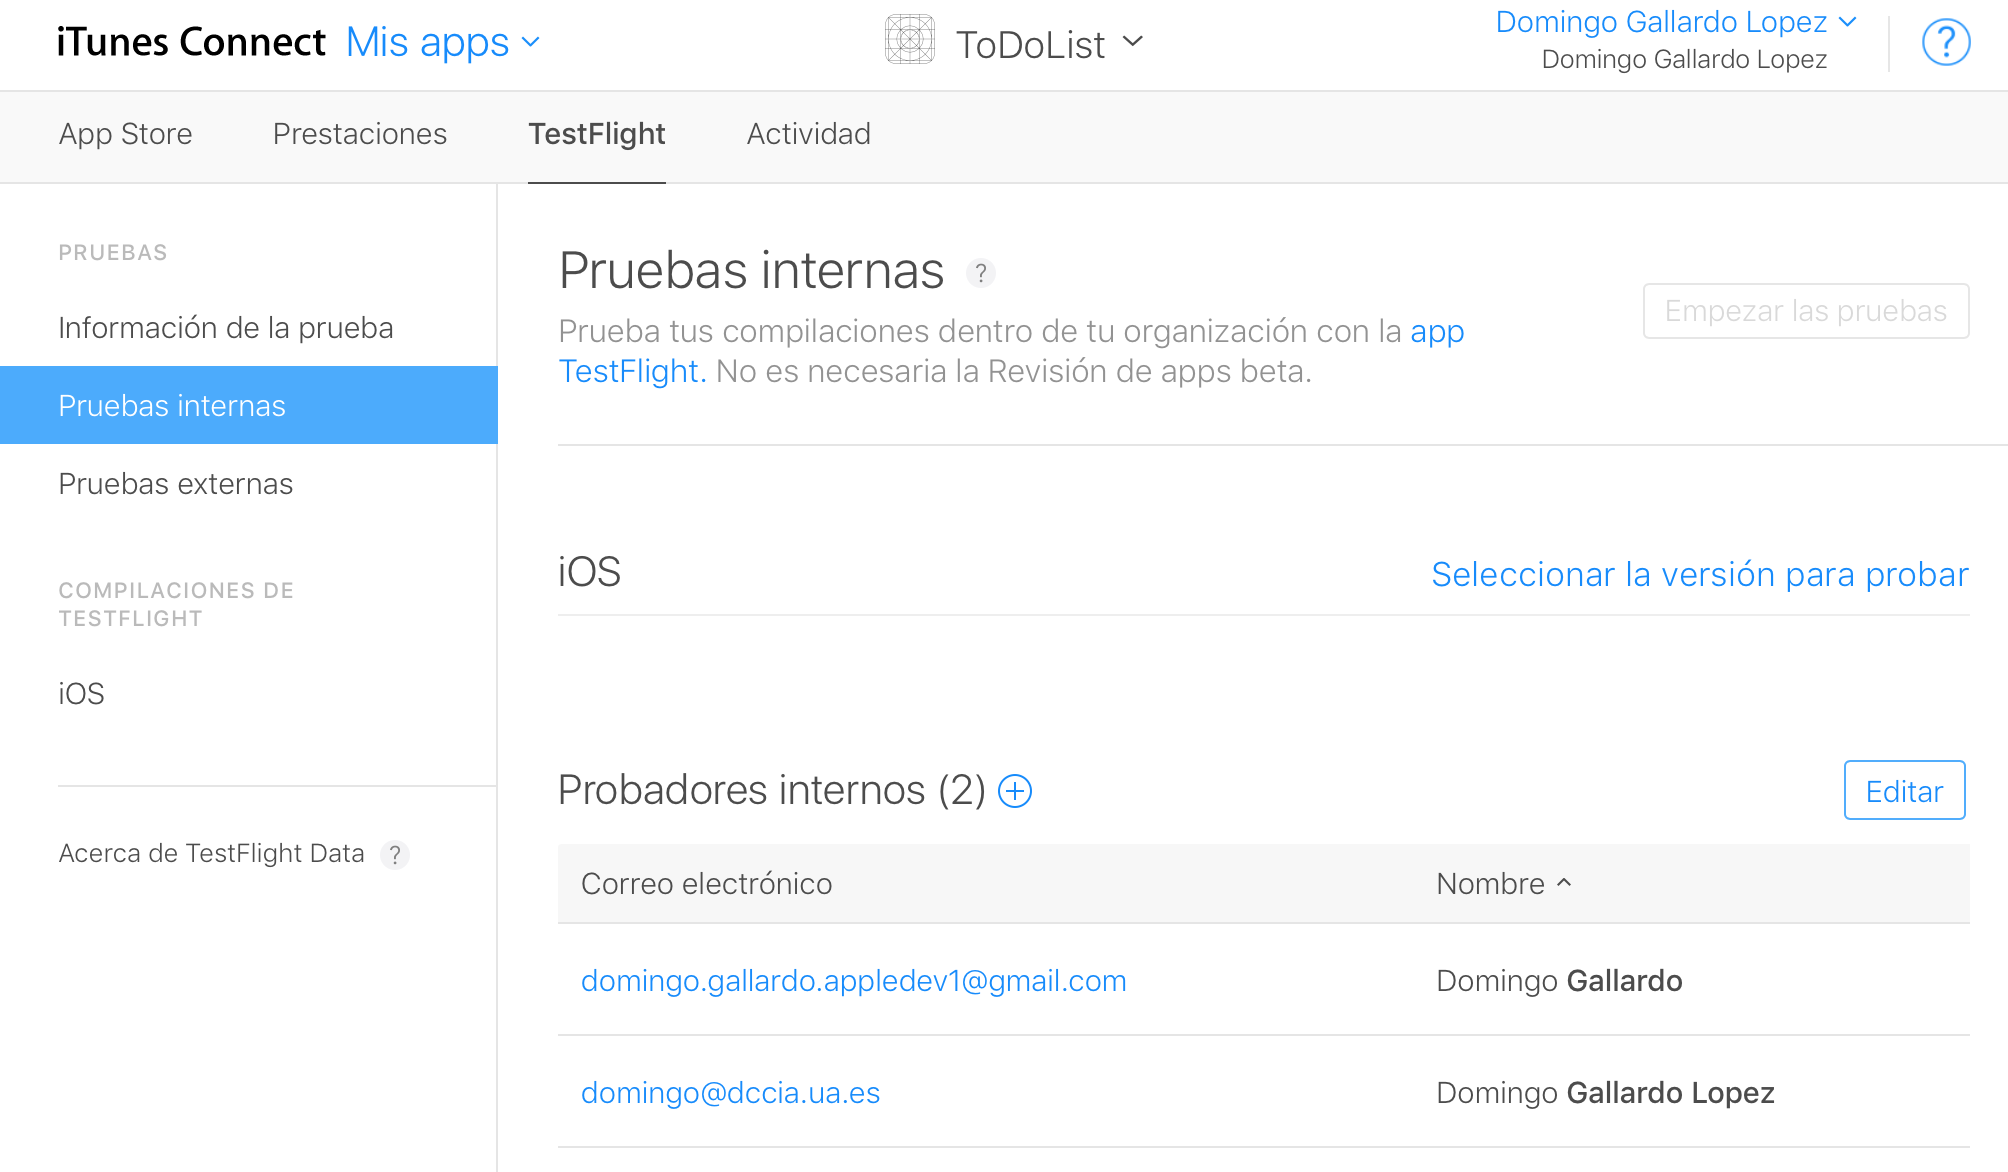 iTunes Connect Mis apps
ToDoList
Domingo Gallardo Lopez
Domingo Gallardo Lopez
?
App Store Prestaciones TestFlight Actividad
PRUEBAS
Información de la prueba
Pruebas internas
Pruebas externas
COMPILACIONES DE
TESTFLIGHT
iOS
Acerca de TestFlight Data ?
Pruebas internas ?
Prueba tus compilaciones dentro de tu organización con la app
TestFlight. No es necesaria la Revisión de apps beta.
Empezar las pruebas
iOS
Seleccionar la versión para probar
Probadores internos (2)
Editar
Correo electrónico Nombre
domingo.gallardo.appledev1@gmail.com Domingo Gallardo
domingo@dccia.ua.es Domingo Gallardo Lopez